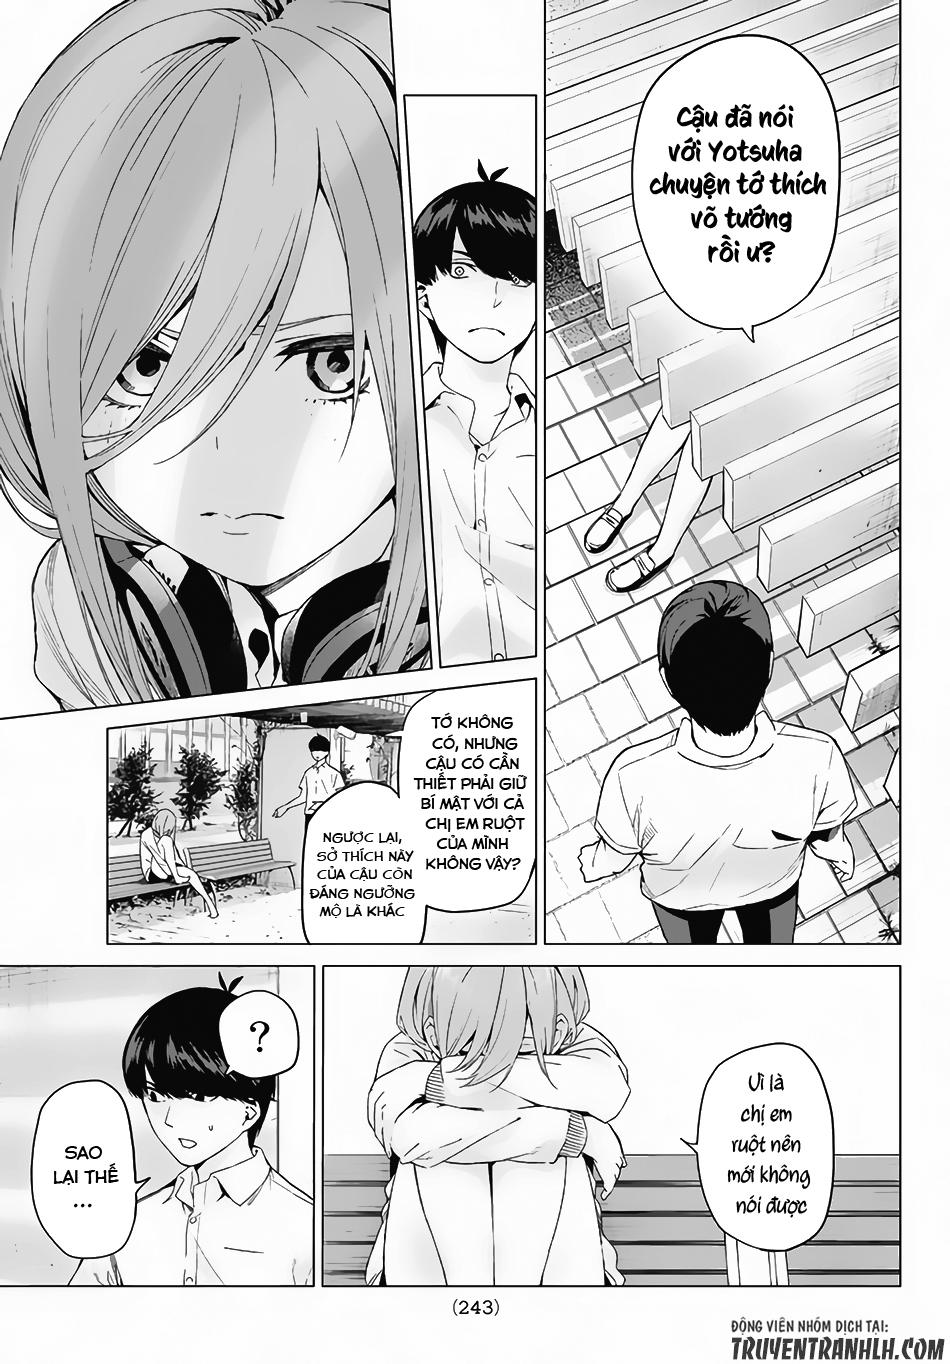 Cậu đã nói
với Yotsuha
chuyện tớ thích
võ tướng
rồi ư?
TỚ KHÔNG
CÓ, NHƯNG
CẬU CÓ CẦN
THIẾT PHẢI GIỮ
BÍ MẬT VỚI CẢ
CHỊ EM RUỘT
CỦA MÌNH
KHÔNG VẬY?
NGƯỢC LẠI,
SỞ THÍCH NÀY
CỦA CẬU CÒN
ĐÁNG NGƯỠNG
MỘ LÀ KHÁC
Vì là
chị em
ruột nên
mới không
nói được
?
SAO
LẠI THẾ
...
(243)
ĐỘNG VIÊN NHÓM DỊCH TẠI:
TRUYENTRANHLH.COM